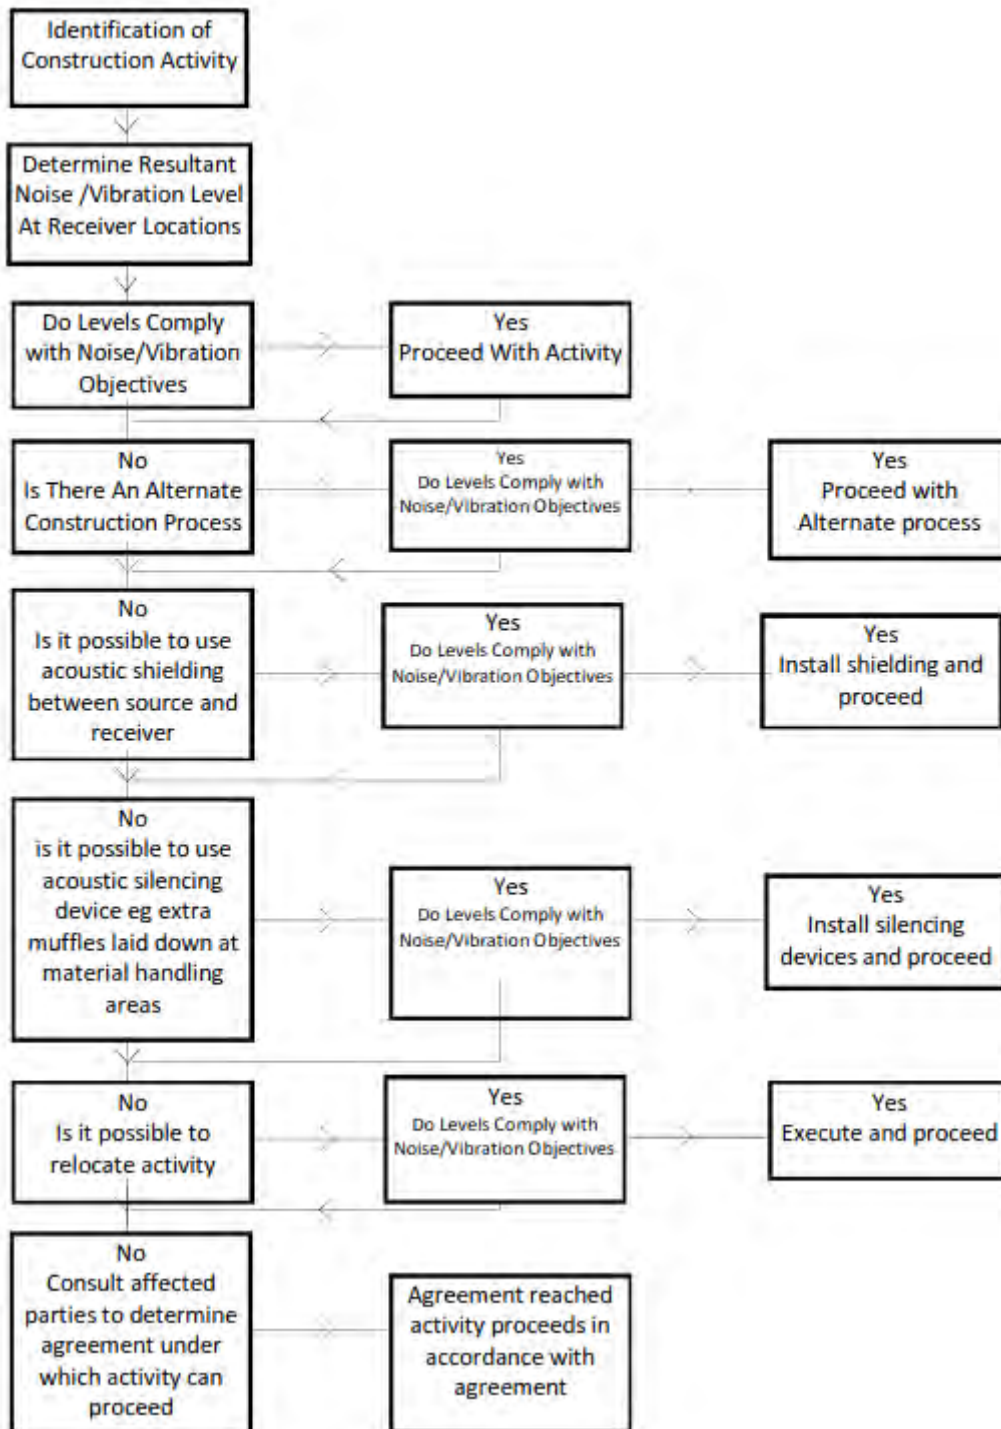 Identification of
Construction Activity
Determine Resultant
Noise /Vibration Level
At Receiver Locations
Do Levels Comply
with Noise/Vibration
Objectives
Yes
Proceed With Activity
No
Is There An Alternate
Construction Process
Yes
Do Levels Comply with
Noise/Vibration Objectives
Yes
Proceed with
Alternate process
No
Is it possible to use
acoustic shielding
between source and
receiver
Yes
Do Levels Comply with
Noise/Vibration Objectives
Yes
Install shielding and
proceed
No
is it possible to use
acoustic silencing
device eg extra
muffles laid down at
material handling
areas
Yes
Do Levels Comply with
Noise/Vibration Objectives
Yes
Install silencing
devices and proceed
No
Is it possible to
relocate activity
Yes
Do Levels Comply with
Noise/Vibration Objectives
Yes
Execute and proceed
No
Consult affected
parties to determine
agreement under
which activity can
proceed
Agreement reached
activity proceeds in
accordance with
agreement